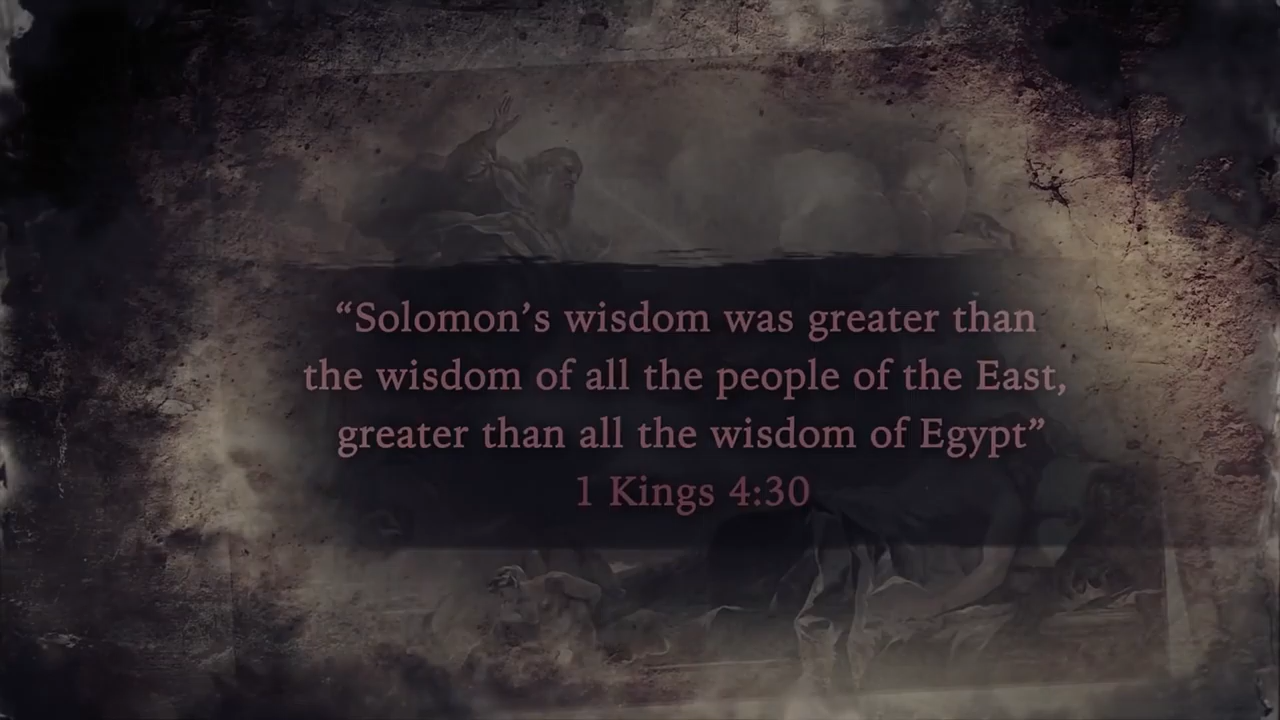 “Solomon’s wisdom was greater than
the wisdom of all the people of the East,
greater than all the wisdom of Egypt”
1 Kings 4:30